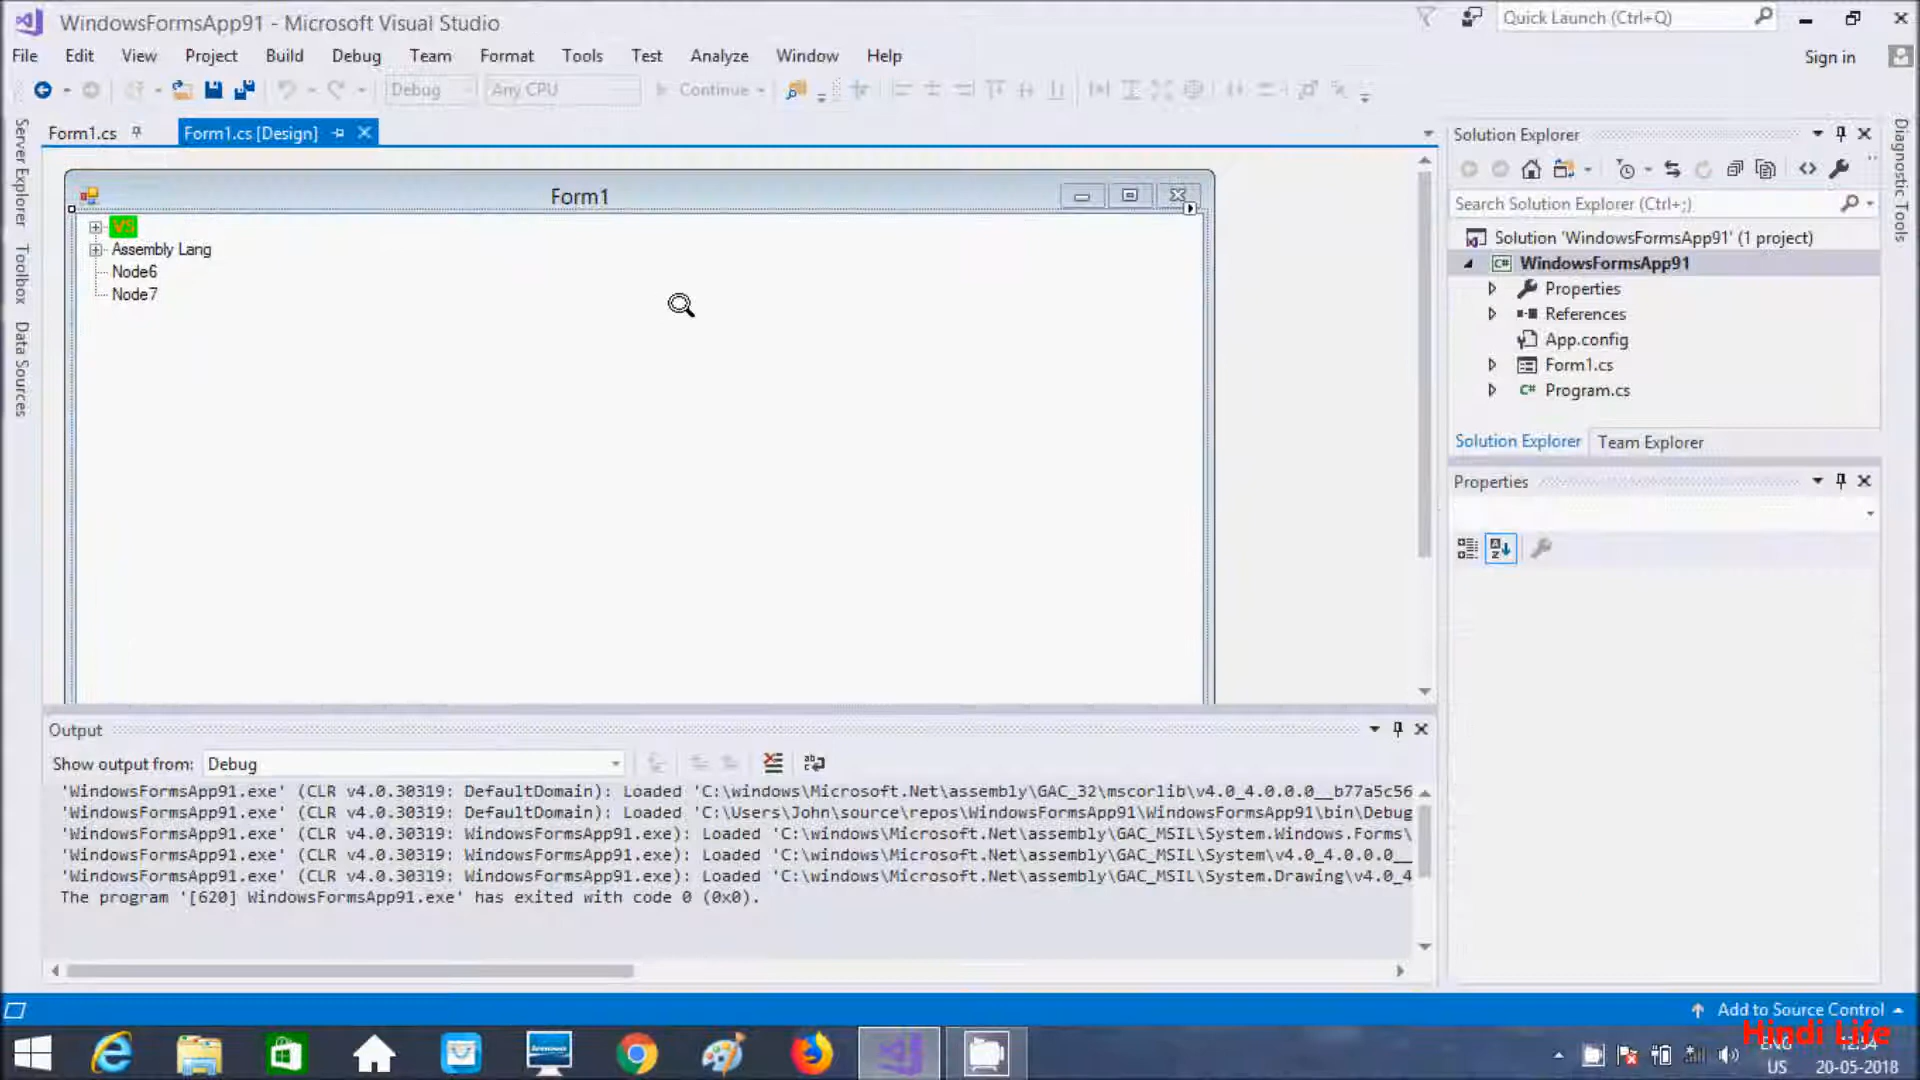 WindowsFormsApp91 - Microsoft Visual Studio
Quick Launch (Ctrl+Q)
File Edit View Project Build Debug Team Format Tools Test Analyze Window Help
Sign in
Debug Any CPU Continue
Server Explorer
Toolbox
Data Sources
Form1.cs
Form1.cs [Design]
Form1
VS
Assembly Lang
Node6
Node7
Solution Explorer
Search Solution Explorer (Ctrl+;)
Solution 'WindowsFormsApp91' (1 project)
C# WindowsFormsApp91
Properties
References
App.config
Form1.cs
C# Program.cs
Solution Explorer Team Explorer
Properties
Diagnostic Tools
Output
Show output from: Debug
'WindowsFormsApp91.exe' (CLR v4.0.30319: DefaultDomain): Loaded 'C:\windows\Microsoft.Net\assembly\GAC_32\mscorlib\v4.0_4.0.0.0__b77a5c56
'WindowsFormsApp91.exe' (CLR v4.0.30319: DefaultDomain): Loaded 'C:\Users\John\source\repos\WindowsFormsApp91\WindowsFormsApp91\bin\Debug
'WindowsFormsApp91.exe' (CLR v4.0.30319: WindowsFormsApp91.exe): Loaded 'C:\windows\Microsoft.Net\assembly\GAC_MSIL\System.Windows.Forms\
'WindowsFormsApp91.exe' (CLR v4.0.30319: WindowsFormsApp91.exe): Loaded 'C:\windows\Microsoft.Net\assembly\GAC_MSIL\System\v4.0_4.0.0.0__
'WindowsFormsApp91.exe' (CLR v4.0.30319: WindowsFormsApp91.exe): Loaded 'C:\windows\Microsoft.Net\assembly\GAC_MSIL\System.Drawing\v4.0_4
The program '[620] WindowsFormsApp91.exe' has exited with code 0 (0x0).
Add to Source Control
Hindi Life
ENG
US 20-05-2018